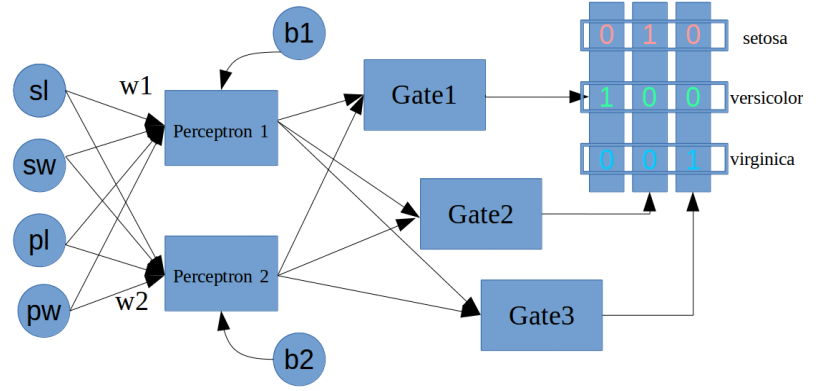 b1
0 1 0 setosa
sl
w1
Gate1
1 0 0 versicolor
Perceptron 1
sw
0 0 1 virginica
Gate2
pl
Perceptron 2
w2
pw
Gate3
b2